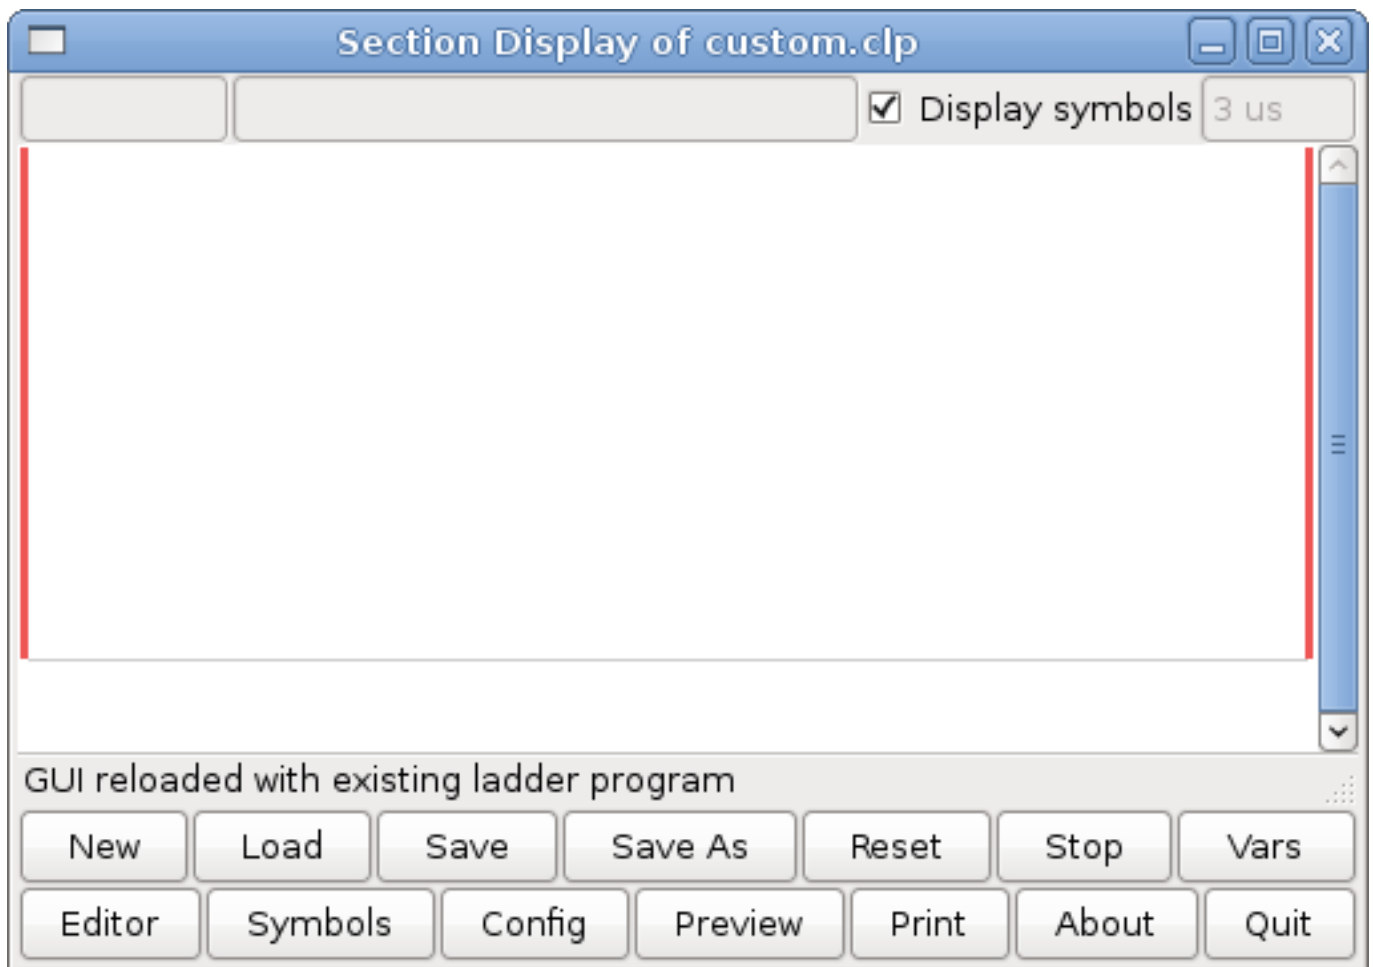 Section Display of custom.clp
Display symbols 3 us
GUI reloaded with existing ladder program
New Load Save Save As Reset Stop Vars
Editor Symbols Config Preview Print About Quit